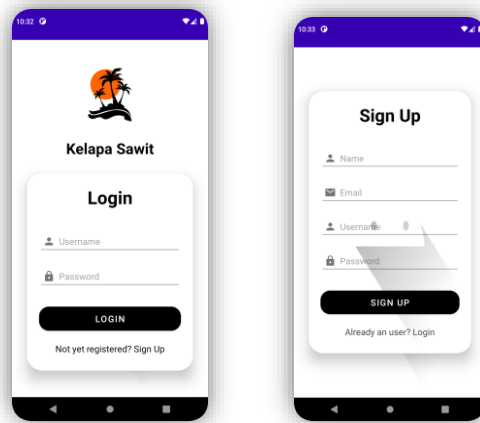 10:32
Kelapa Sawit
Login
Username
Password
LOGIN
Not yet registered? Sign Up
10:33
Sign Up
Name
Email
Username
Password
SIGN UP
Already an user? Login